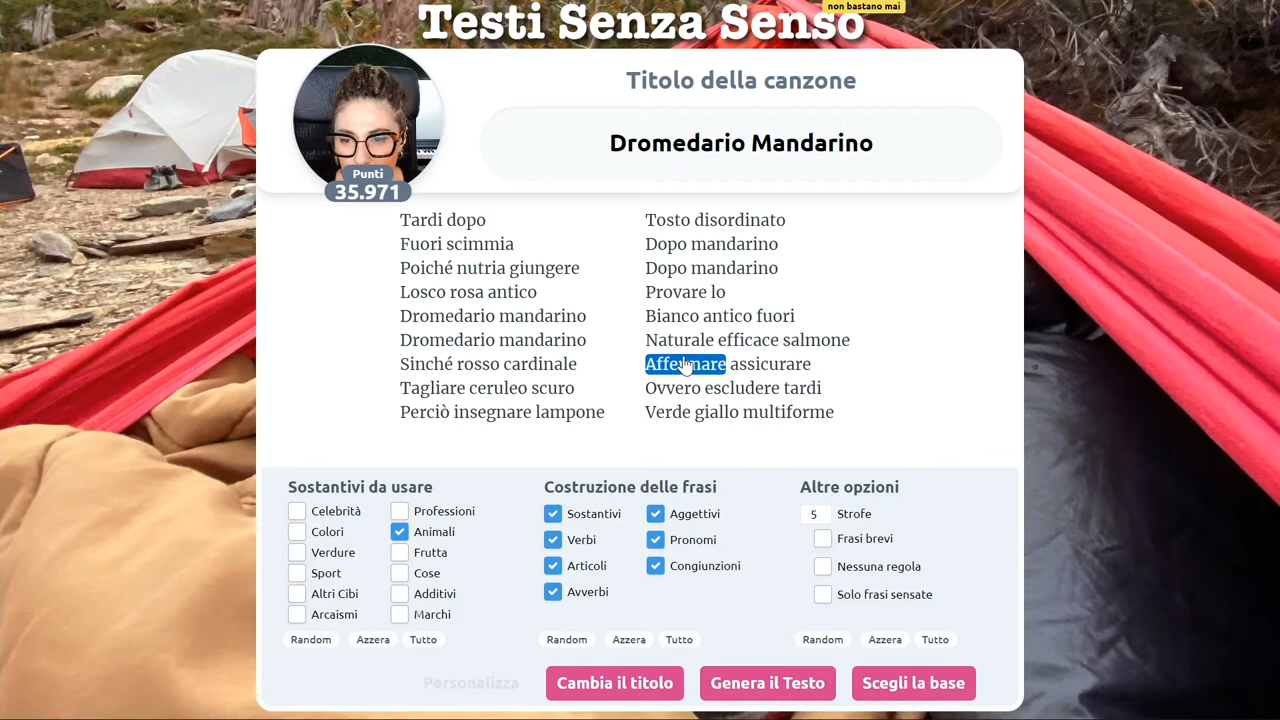 non bastano mai
Testi Senza Senso
Titolo della canzone
Dromedario Mandarino
Punti
35.971
Tardi dopo
Fuori scimmia
Poiché nutria giungere
Losco rosa antico
Dromedario mandarino
Dromedario mandarino
Sinché rosso cardinale
Tagliare ceruleo scuro
Perciò insegnare lampone
Tosto disordinato
Dopo mandarino
Dopo mandarino
Provare lo
Bianco antico fuori
Naturale efficace salmone
Affermare assicurare
Ovvero escludere tardi
Verde giallo multiforme
Sostantivi da usare
Celebrità
Professioni
Colori
Animali
Verdure
Frutta
Sport
Cose
Altri Cibi
Additivi
Arcaismi
Marchi
Random Azzera Tutto
Costruzione delle frasi
Sostantivi
Aggettivi
Verbi
Pronomi
Articoli
Congiunzioni
Avverbi
Random Azzera Tutto
Altre opzioni
5 Strofe
Frasi brevi
Nessuna regola
Solo frasi sensate
Random Azzera Tutto
Personalizza
Cambia il titolo
Genera il Testo
Scegli la base